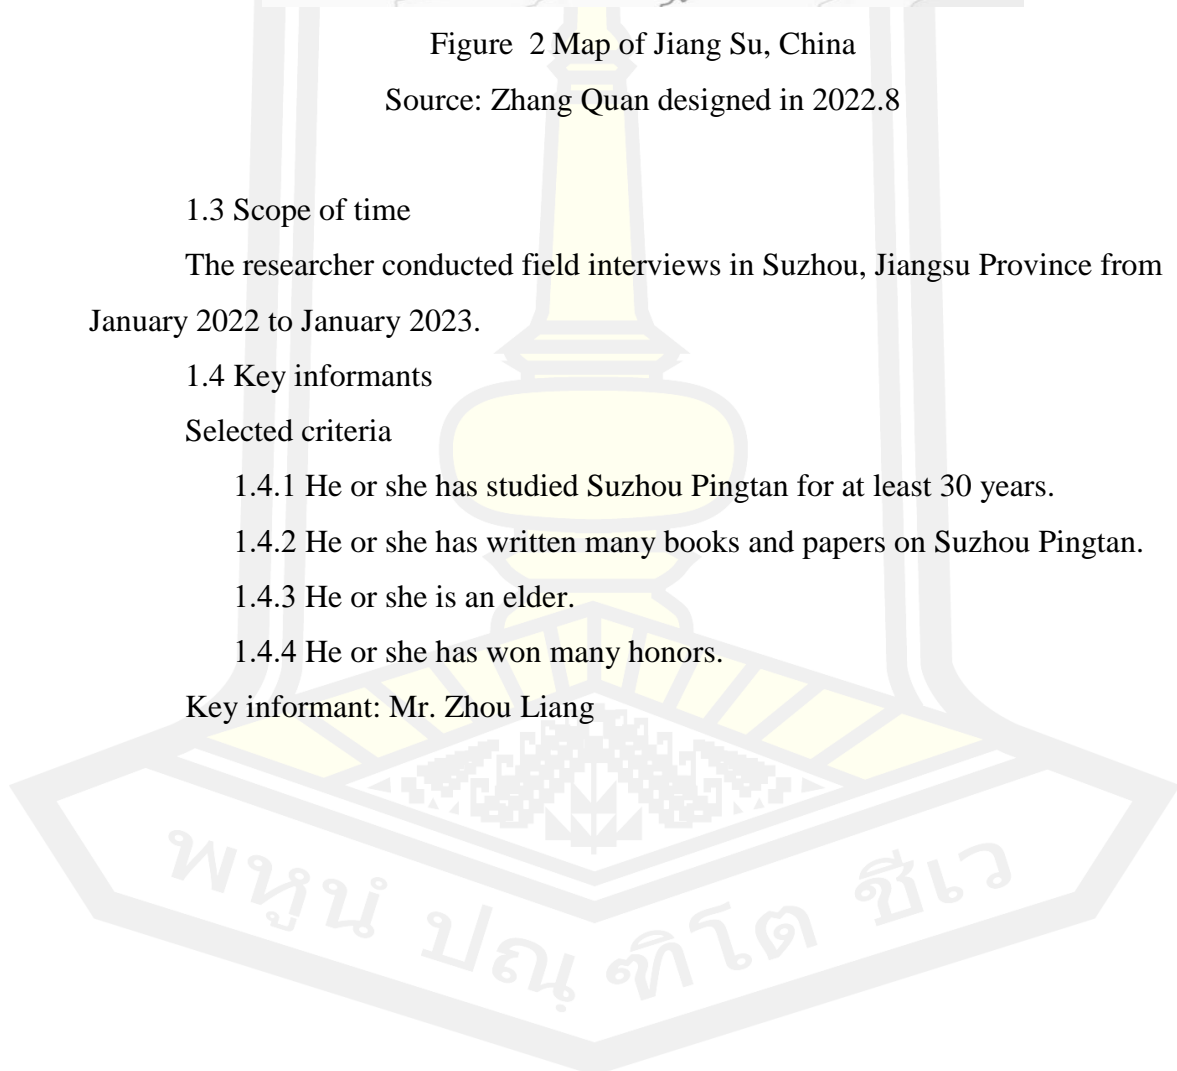 Figure 2 Map of Jiang Su, China
Source: Zhang Quan designed in 2022.8
1.3 Scope of time
The researcher conducted field interviews in Suzhou, Jiangsu Province from
January 2022 to January 2023.
1.4 Key informants
Selected criteria
1.4.1 He or she has studied Suzhou Pingtan for at least 30 years.
1.4.2 He or she has written many books and papers on Suzhou Pingtan.
1.4.3 He or she is an elder.
1.4.4 He or she has won many honors.
Key informant: Mr. Zhou Liang
พหูนํ ปณฺฑิโต ชีเว